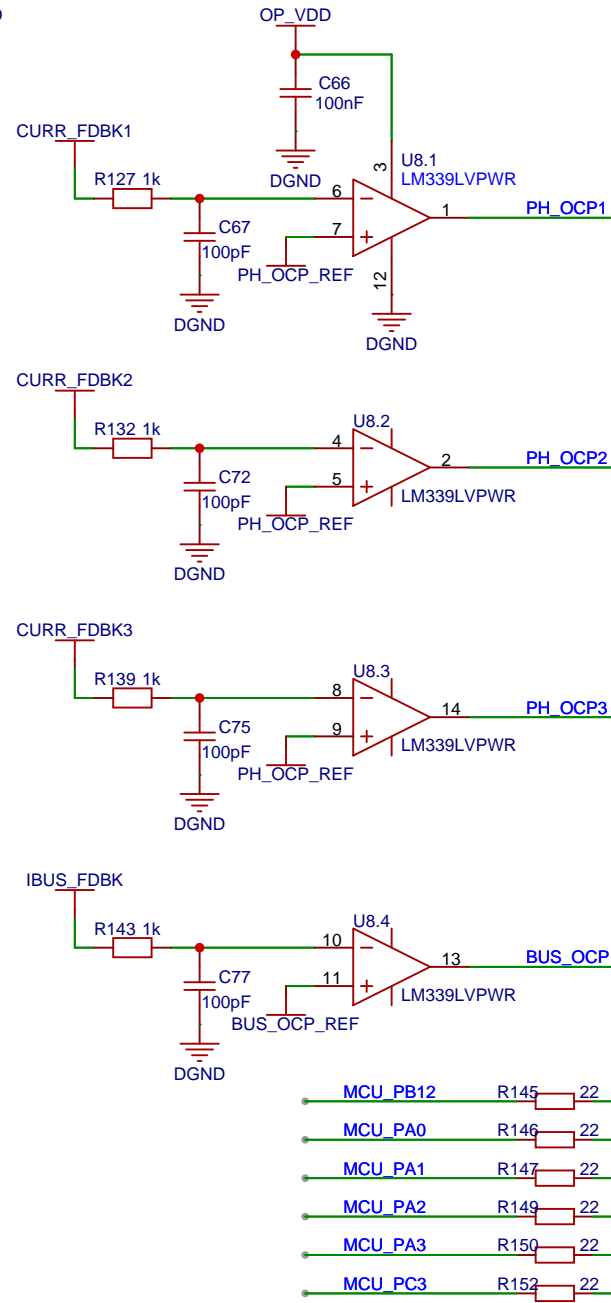 OP_VDD
C66
100nF
CURR_FDBK1
R127 1k
DGND
3
U8.1
LM339LVPWR
6
7
1
PH_OCP1
C67
100pF
PH_OCP_REF
12
DGND
DGND
CURR_FDBK2
R132 1k
U8.2
4
5
2
PH_OCP2
C72
100pF
LM339LVPWR
PH_OCP_REF
DGND
CURR_FDBK3
R139 1k
U8.3
8
9
14
PH_OCP3
C75
100pF
LM339LVPWR
PH_OCP_REF
DGND
IBUS_FDBK
R143 1k
U8.4
10
11
13
BUS_OCP
C77
100pF
LM339LVPWR
BUS_OCP_REF
DGND
MCU_PB12 R145 22
MCU_PA0 R146 22
MCU_PA1 R147 22
MCU_PA2 R149 22
MCU_PA3 R150 22
MCU_PC3 R152 22